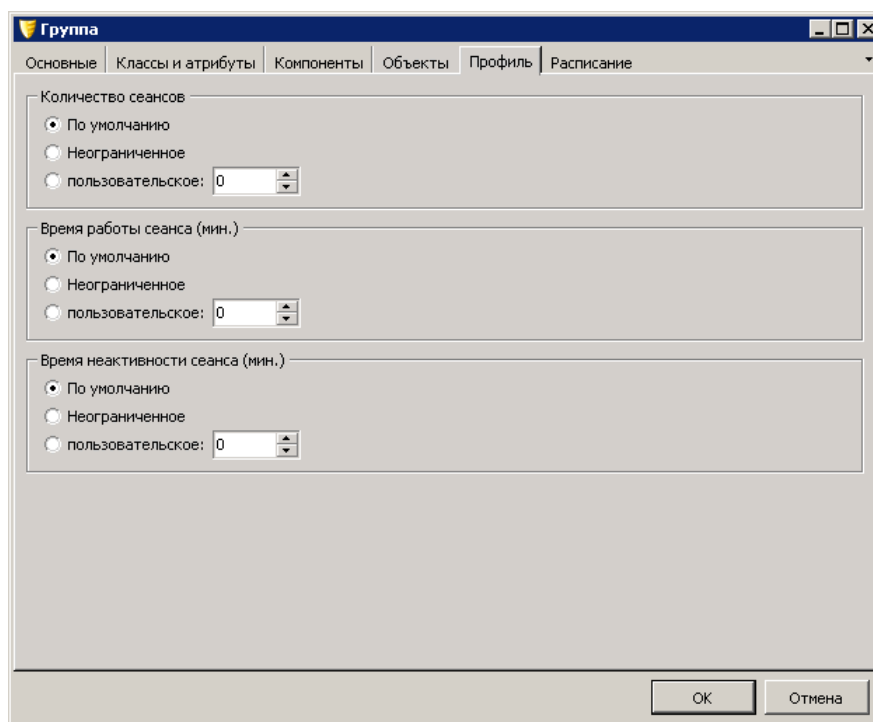 Группа
Основные Классы и атрибуты Компоненты Объекты Профиль Расписание
Количество сеансов
По умолчанию
Неограниченное
пользовательское: 0
Время работы сеанса (мин.)
По умолчанию
Неограниченное
пользовательское: 0
Время неактивности сеанса (мин.)
По умолчанию
Неограниченное
пользовательское: 0
ОК Отмена